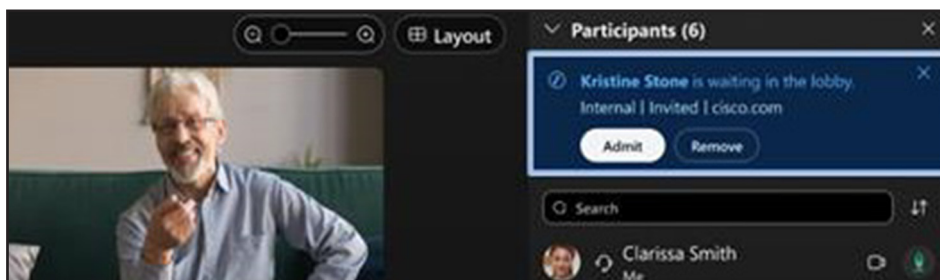 Layout
Participants (6)
Kristine Stone is waiting in the lobby.
Internal | Invited | cisco.com
Admit
Remove
Search
Clarissa Smith
Me